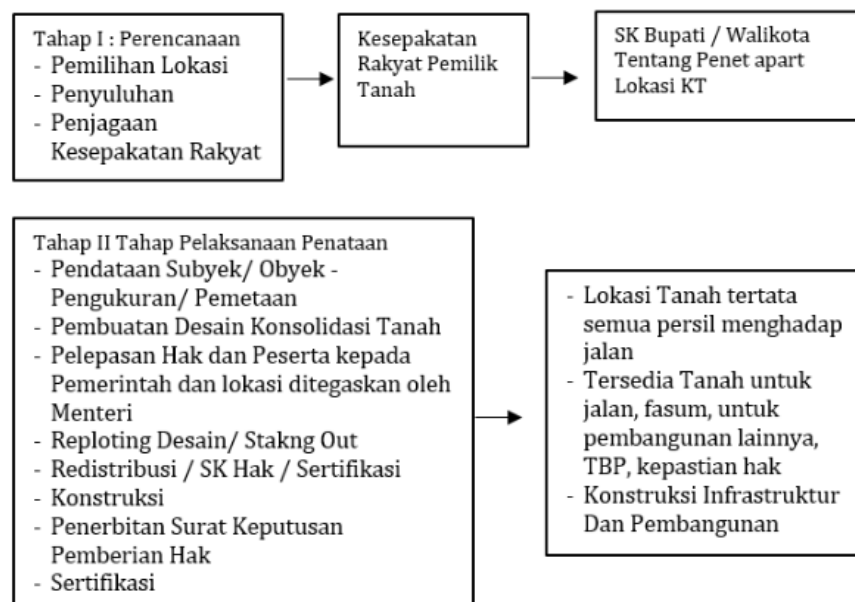 Tahap I : Perencanaan
- Pemilihan Lokasi
- Penyuluhan
- Penjagaan
Kesepakatan Rakyat
Kesepakatan
Rakyat Pemilik
Tanah
SK Bupati / Walikota
Tentang Penet apart
Lokasi KT
Tahap II Tahap Pelaksanaan Penataan
- Pendataan Subyek/ Obyek -
Pengukuran/ Pemetaan
- Pembuatan Desain Konsolidasi Tanah
- Pelepasan Hak dan Peserta kepada
Pemerintah dan lokasi ditegaskan oleh
Menteri
- Reploting Desain/ Stakng Out
- Redistribusi / SK Hak / Sertifikasi
- Konstruksi
- Penerbitan Surat Keputusan
Pemberian Hak
- Sertifikasi
- Lokasi Tanah tertata
semua persil menghadap
jalan
- Tersedia Tanah untuk
jalan, fasum, untuk
pembangunan lainnya,
TBP, kepastian hak
- Konstruksi Infrastruktur
Dan Pembangunan